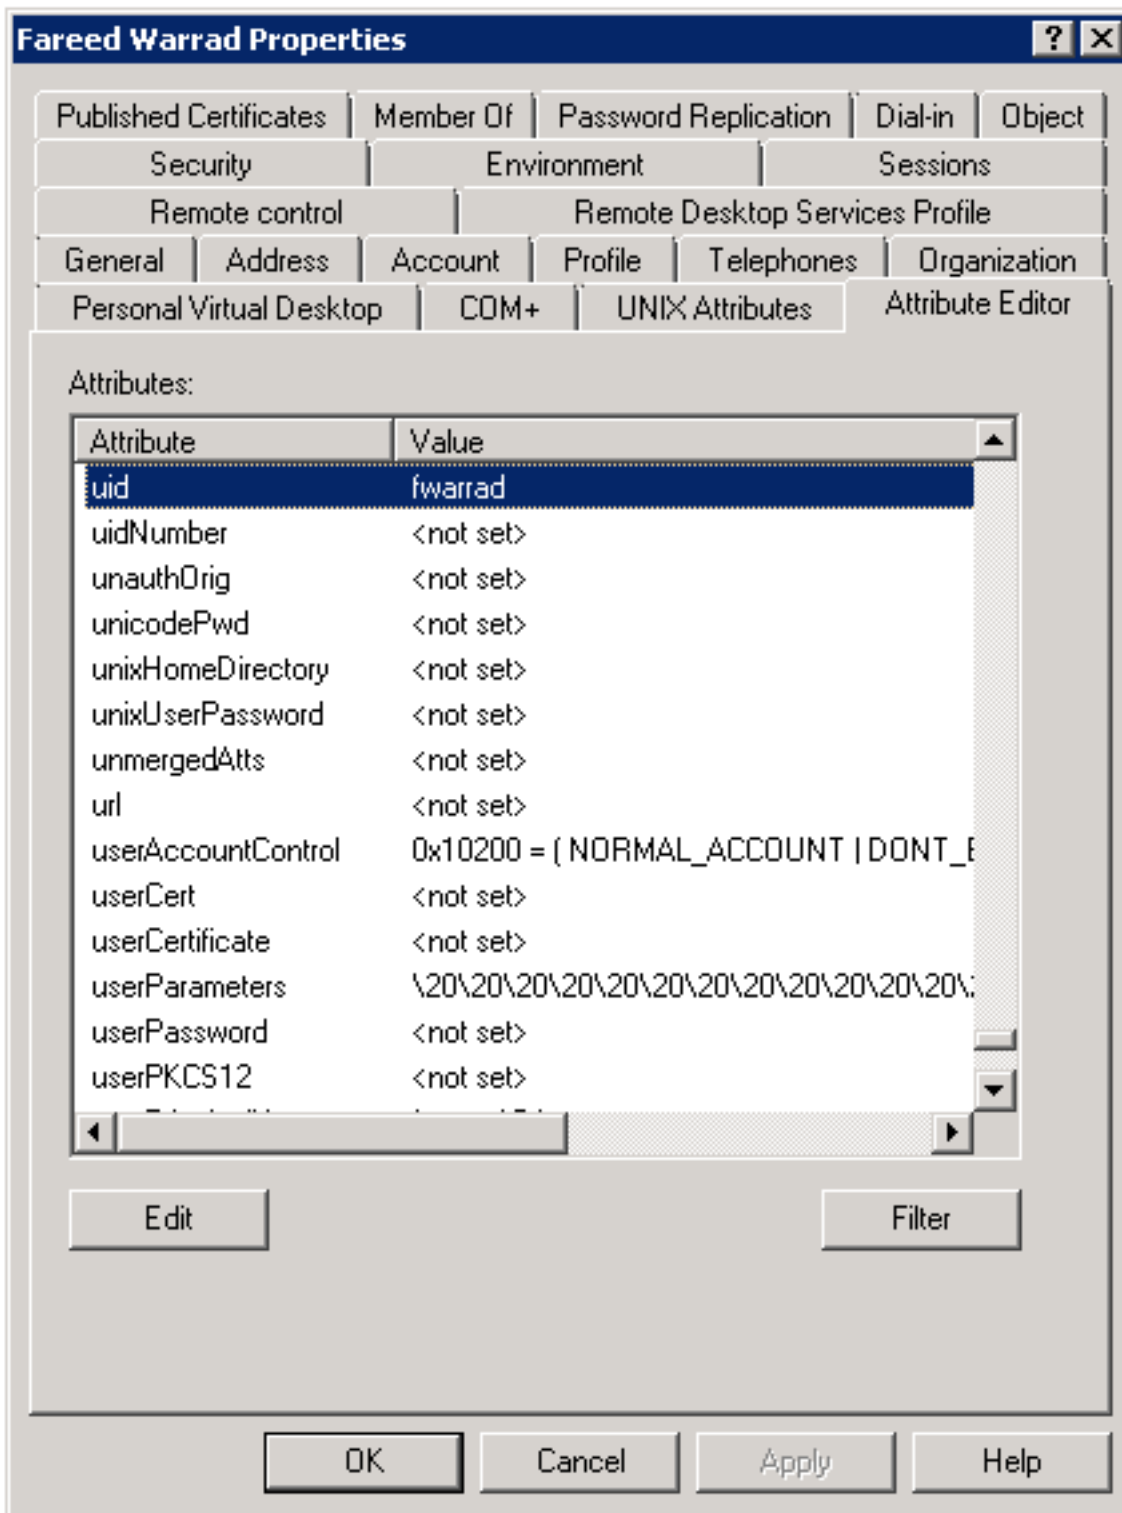 Fareed Warrad Properties
Published Certificates Member Of Password Replication Dial-in Object
Security Environment Sessions
Remote control Remote Desktop Services Profile
General Address Account Profile Telephones Organization
Personal Virtual Desktop COM+ UNIX Attributes Attribute Editor
Attributes:
Attribute Value
uid fwarrad
uidNumber <not set>
unauthOrig <not set>
unicodePwd <not set>
unixHomeDirectory <not set>
unixUserPassword <not set>
unmergedAtts <not set>
url <not set>
userAccountControl 0x10200 = ( NORMAL_ACCOUNT | DONT_E
userCert <not set>
userCertificate <not set>
userParameters \20\20\20\20\20\20\20\20\20\20\20\20\
userPassword <not set>
userPKCS12 <not set>
Edit Filter
OK Cancel Apply Help